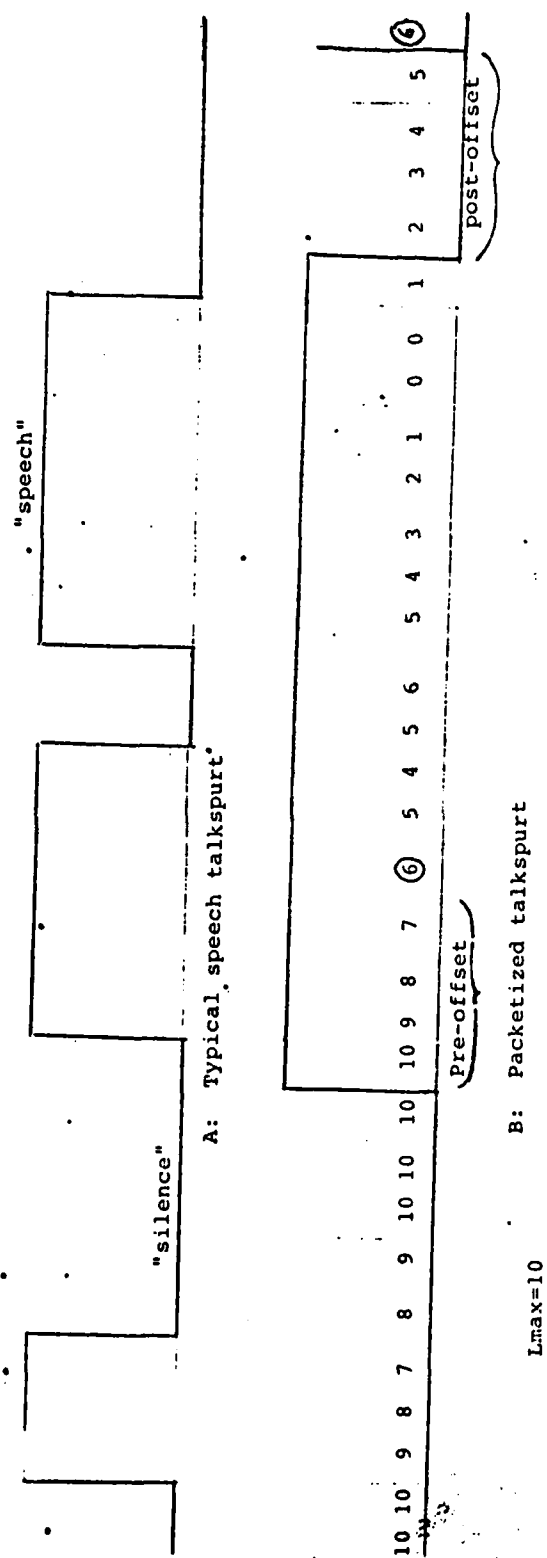 "speech"
"silence"
A: Typical speech talkspurt
10 10 9 8 7 8 9 10 10 10 10 9 8 7 6 5 4 5 6 5 4 3 2 1 0 0 1 2 3 4 5 6
Pre-offset
post-offset
B: Packetized talkspurt
Lmax=10